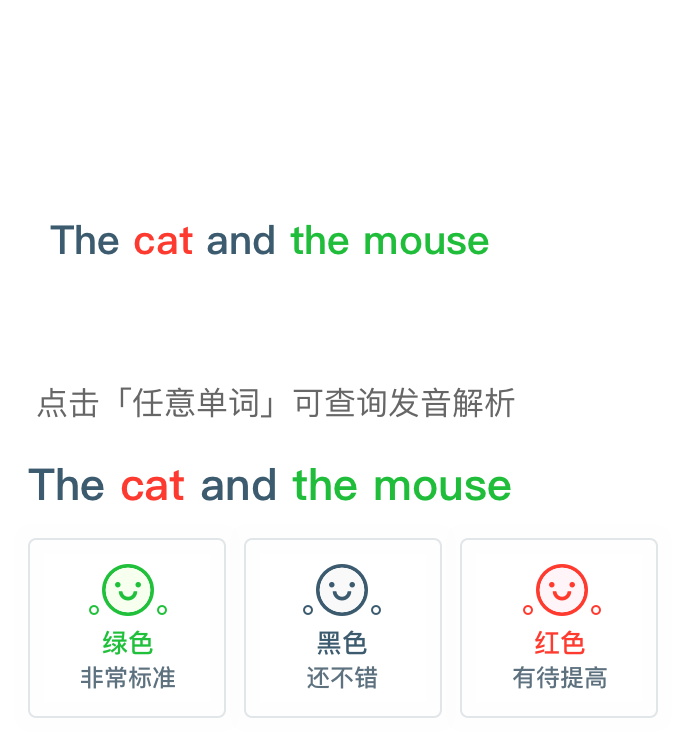 The cat and the mouse
点击「任意单词」可查询发音解析
The cat and the mouse
绿色 黑色 红色
非常标准 还不错 有待提高